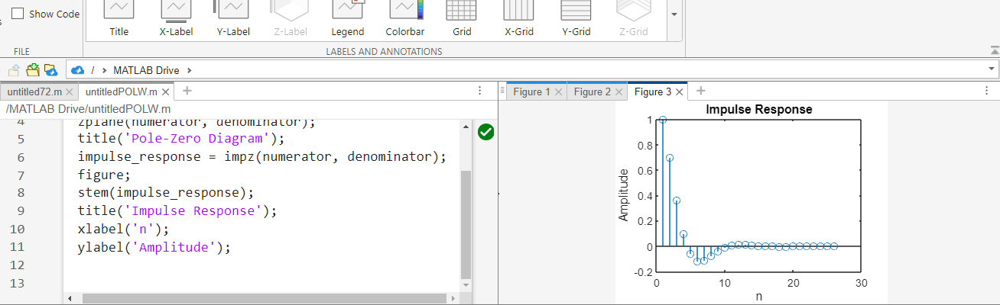 Show Code
Title X-Label Y-Label Z-Label Legend Colorbar Grid X-Grid Y-Grid Z-Grid
FILE LABELS AND ANNOTATIONS
/ > MATLAB Drive >
untitled72.m × untitledPOLW.m × +
Figure 1 × Figure 2 × Figure 3 × +
/MATLAB Drive/untitledPOLW.m
4 zplane(numerator, denominator);
5 title('Pole-Zero Diagram');
6 impulse_response = impz(numerator, denominator);
7 figure;
8 stem(impulse_response);
9 title('Impulse Response');
10 xlabel('n');
11 ylabel('Amplitude');
12
13
Impulse Response
1
0.8
0.6
0.4
0.2
0
-0.2
Amplitude
0 10 20 30
n